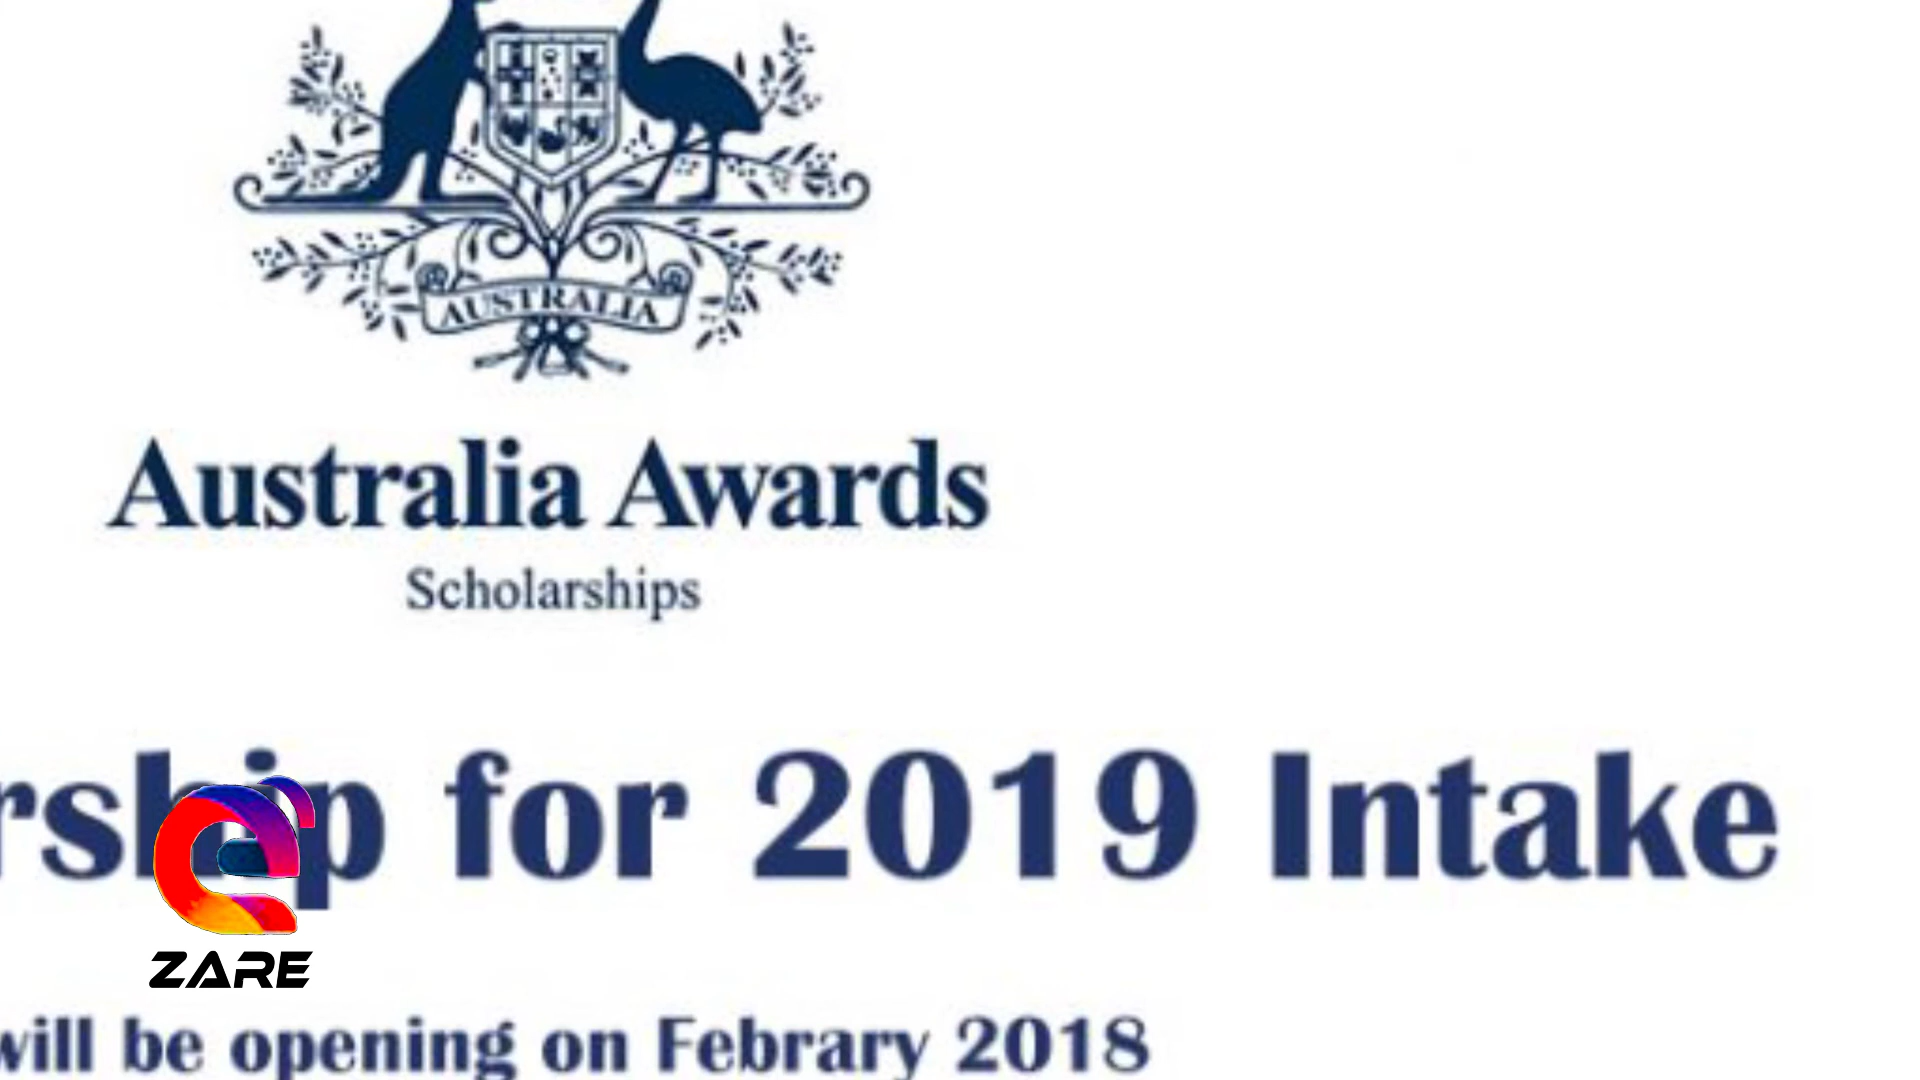 AUSTRALIA
Australia Awards
Scholarships
rship for 2019 Intake
ZARE
will be opening on Febrary 2018